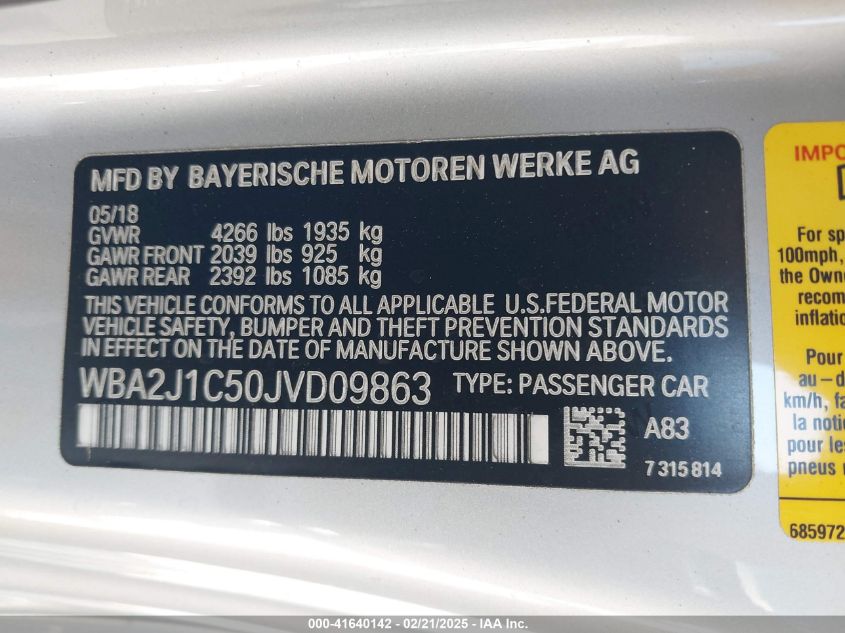 MFD BY BAYERISCHE MOTOREN WERKE AG
05/18
GVWR 4266 lbs 1935 kg
GAWR FRONT 2039 lbs 925 kg
GAWR REAR 2392 lbs 1085 kg
THIS VEHICLE CONFORMS TO ALL APPLICABLE U.S.FEDERAL MOTOR
VEHICLE SAFETY, BUMPER AND THEFT PREVENTION STANDARDS
IN EFFECT ON THE DATE OF MANUFACTURE SHOWN ABOVE.
WBA2J1C50JVD09863 TYPE: PASSENGER CAR
A83
7 315 814
For sp
100mph,
the Own
recom
inflatio
Pour
au-d
km/h, fa
la notic
pour les
pneus
685972
000-41640142 - 02/21/2025 - IAA Inc.